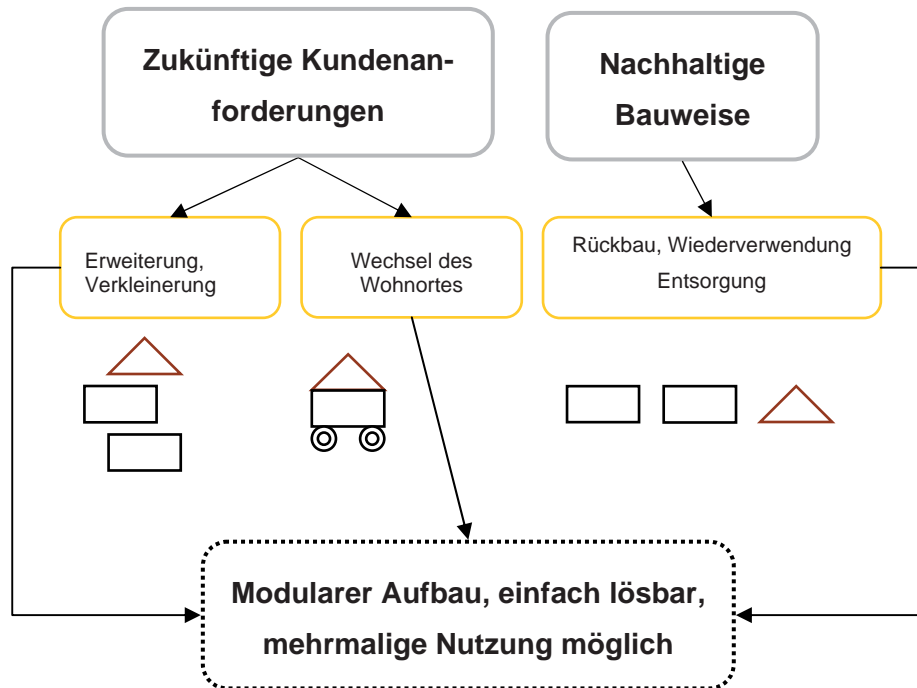 Zukünftige Kundenan-
forderungen
Nachhaltige
Bauweise
Erweiterung,
Verkleinerung
Wechsel des
Wohnortes
Rückbau, Wiederverwendung
Entsorgung
Modularer Aufbau, einfach lösbar,
mehrmalige Nutzung möglich